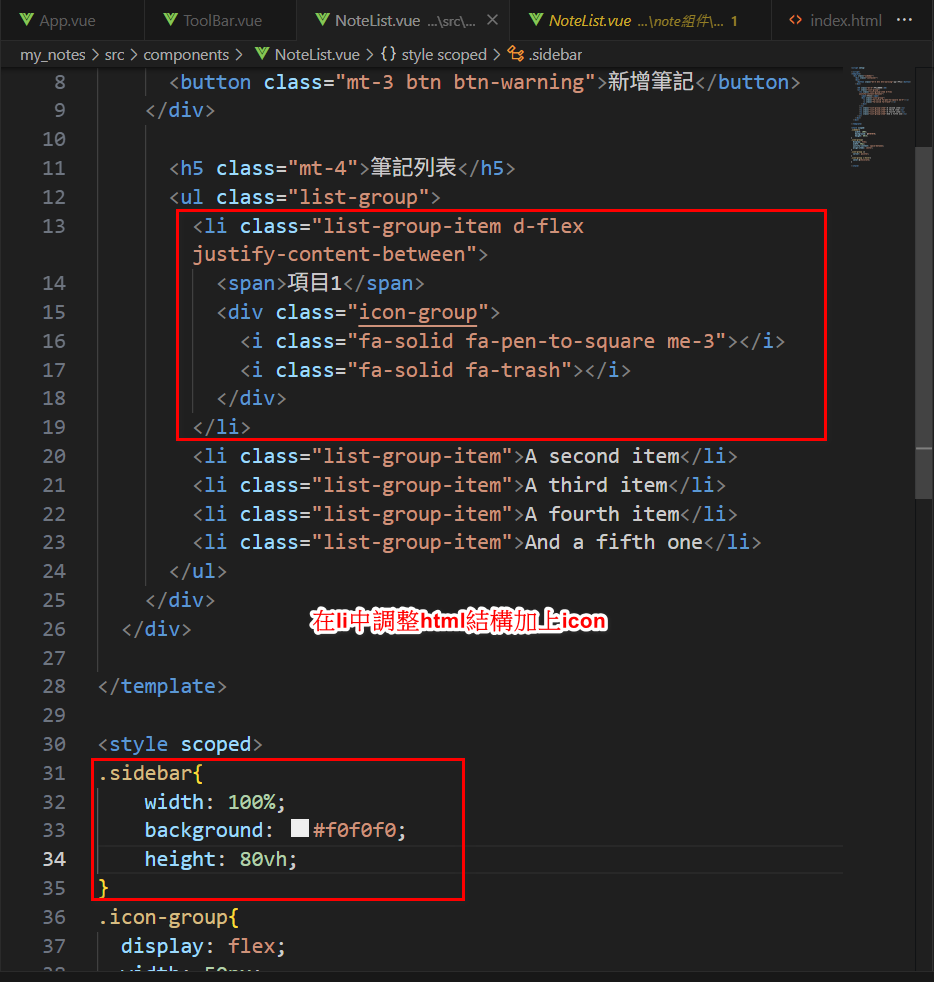 App.vue ToolBar.vue NoteList.vue ...\src\... NoteList.vue ...\note組件\... 1 index.html ...
my_notes > src > components > NoteList.vue > {} style scoped > .sidebar
8 <button class="mt-3 btn btn-warning">新增筆記</button>
9 </div>
10
11 <h5 class="mt-4">筆記列表</h5>
12 <ul class="list-group">
13 <li class="list-group-item d-flex
justify-content-between">
14 <span>項目1</span>
15 <div class="icon-group">
16 <i class="fa-solid fa-pen-to-square me-3"></i>
17 <i class="fa-solid fa-trash"></i>
18 </div>
19 </li>
20 <li class="list-group-item">A second item</li>
21 <li class="list-group-item">A third item</li>
22 <li class="list-group-item">A fourth item</li>
23 <li class="list-group-item">And a fifth one</li>
24 </ul>
25 </div>
在li中調整html結構加上icon
26 </div>
27
28 </template>
29
30 <style scoped>
31 .sidebar{
32 width: 100%;
33 background: #f0f0f0;
34 height: 80vh;
35 }
36 .icon-group{
37 display: flex;